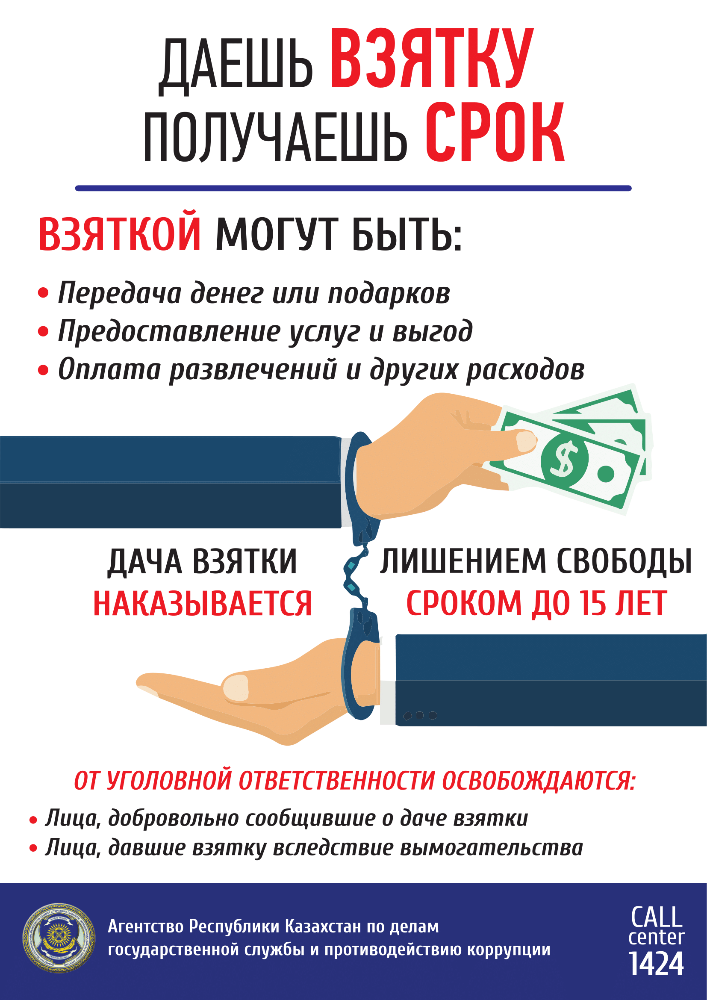 ДАЕШЬ ВЗЯТКУ
ПОЛУЧАЕШЬ СРОК
ВЗЯТКОЙ МОГУТ БЫТЬ:
• Передача денег или подарков
• Предоставление услуг и выгод
• Оплата развлечений и других расходов
$
ДАЧА ВЗЯТКИ
НАКАЗЫВАЕТСЯ
ЛИШЕНИЕМ СВОБОДЫ
СРОКОМ ДО 15 ЛЕТ
ОТ УГОЛОВНОЙ ОТВЕТСТВЕННОСТИ ОСВОБОЖДАЮТСЯ:
• Лица, добровольно сообщившие о даче взятки
• Лица, давшие взятку вследствие вымогательства
Агентство Республики Казахстан по делам
государственной службы и противодействию коррупции
CALL
center
1424